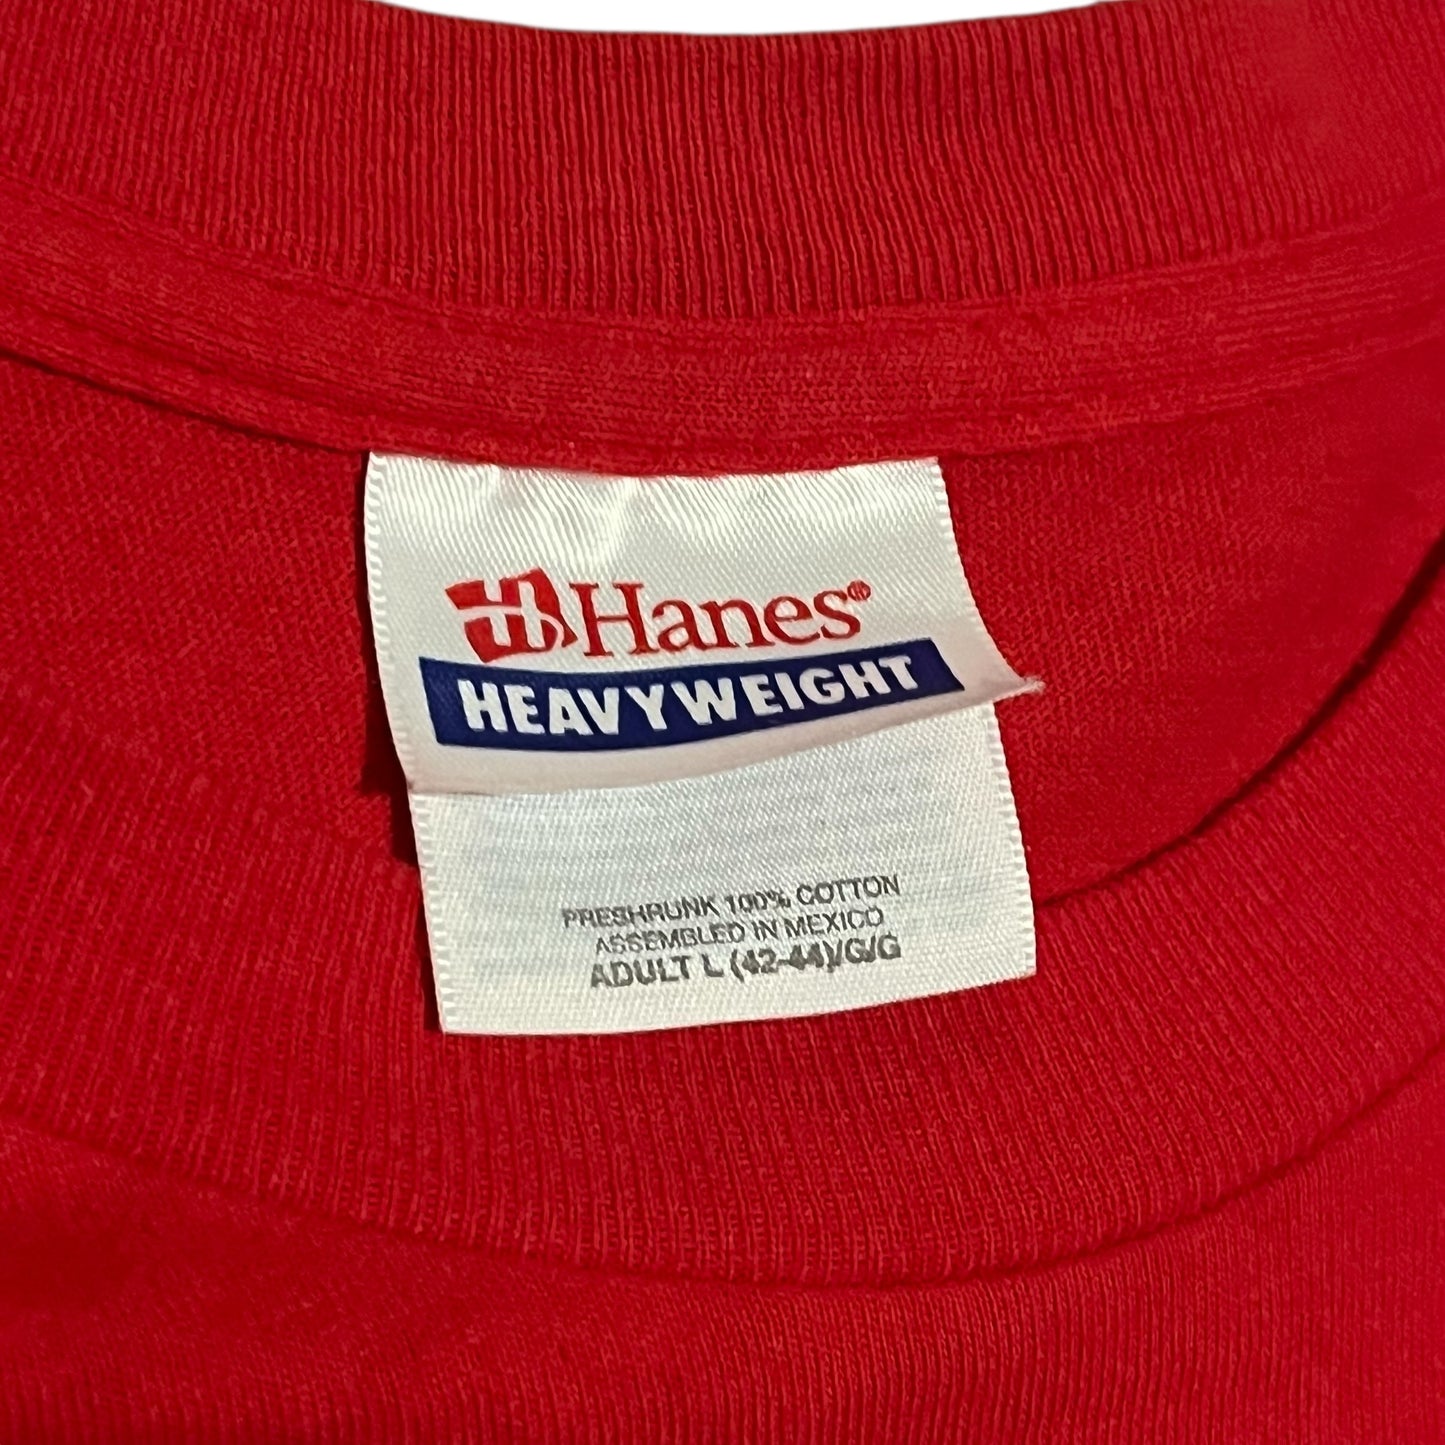 Hanes®
HEAVYWEIGHT
PRESHRUNK 100% COTTON
ASSEMBLED IN MEXICO
ADULT L (42-44)/G/G